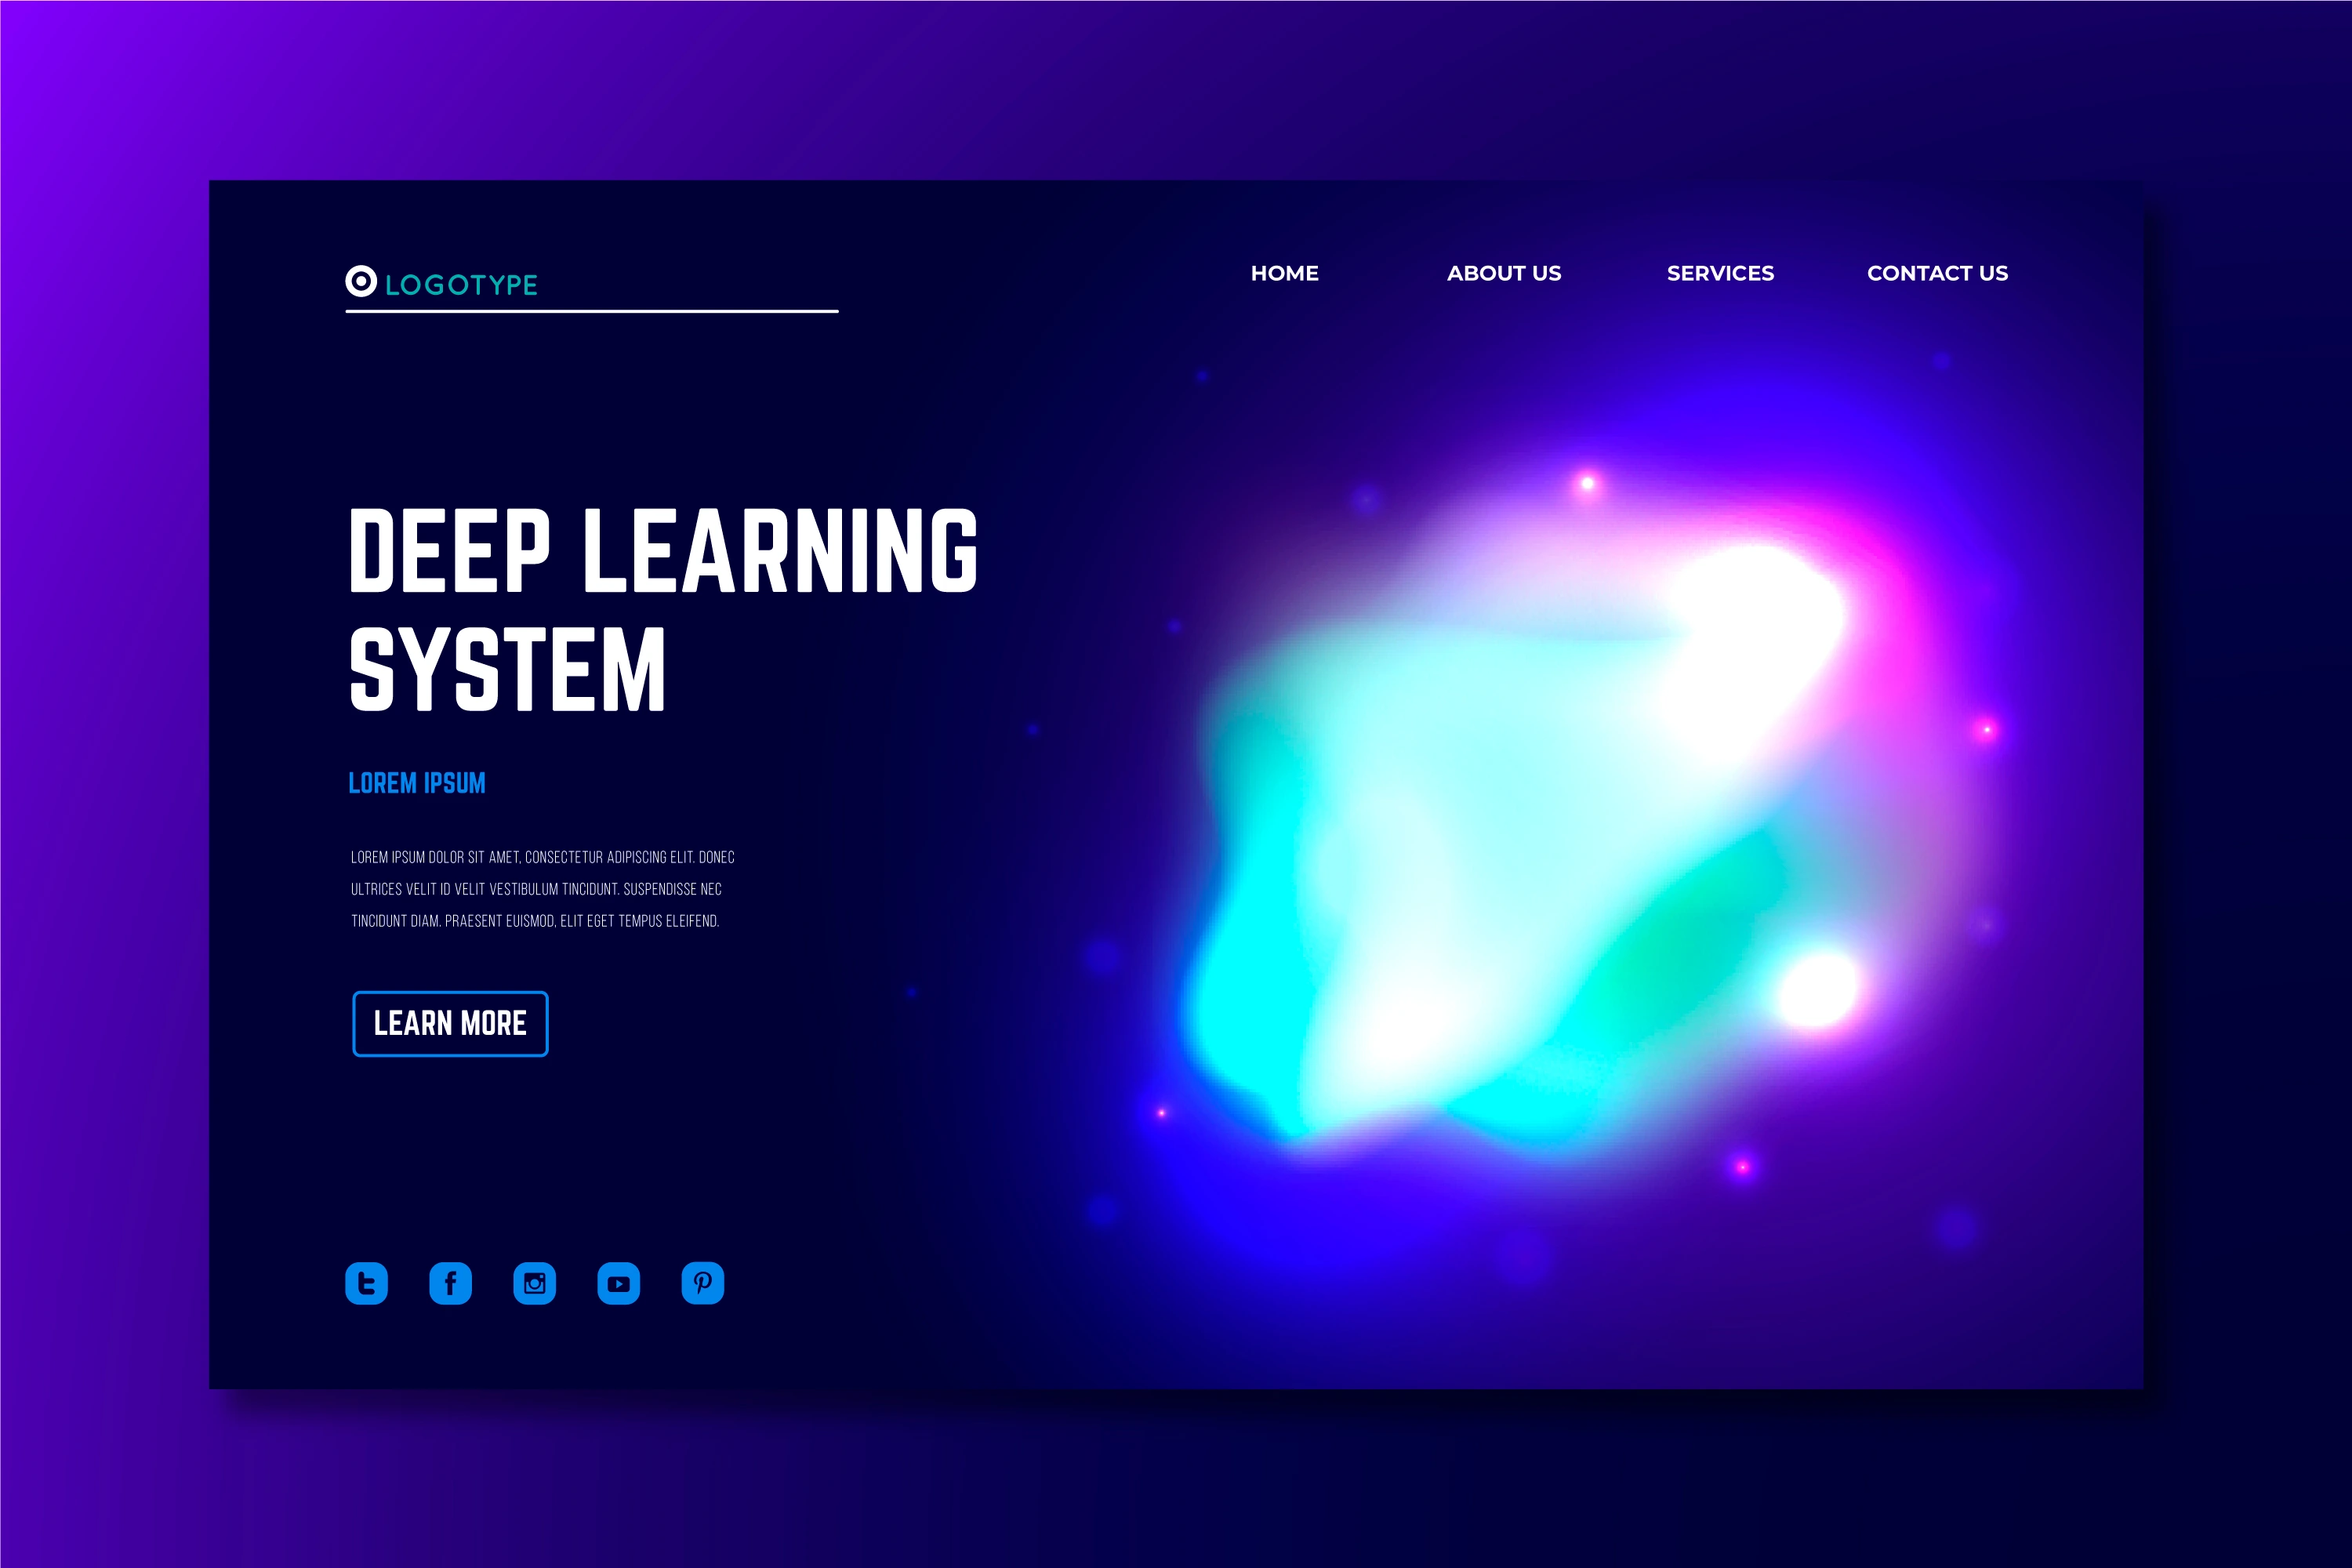 LOGOTYPE
HOME
ABOUT US
SERVICES
CONTACT US
DEEP LEARNING
SYSTEM
LOREM IPSUM
LOREM IPSUM DOLOR SIT AMET, CONSECTETUR ADIPISCING ELIT. DONEC
ULTRICES VELIT ID VELIT VESTIBULUM TINCIDUNT. SUSPENDISSE NEC
TINCIDUNT DIAM. PRAESENT EUISMOD, ELIT EGET TEMPUS ELEIFEND.
LEARN MORE